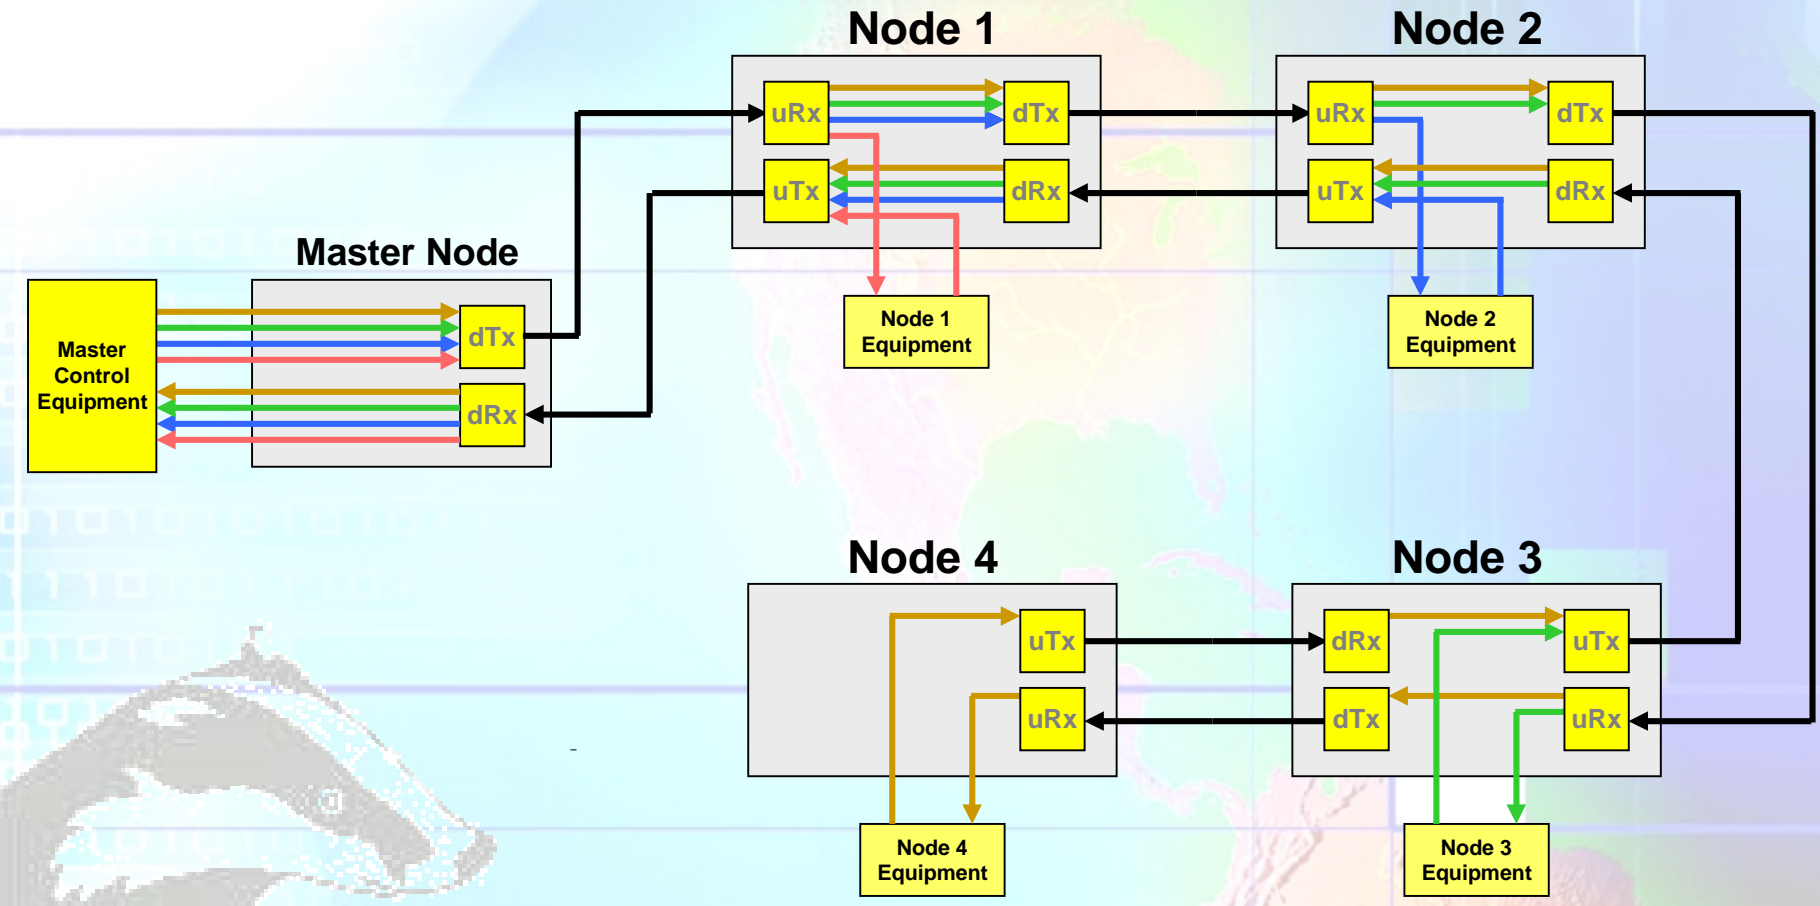 Node 1
Node 2
uRx
dTx
uRx
dTx
uTx
dRx
uTx
dRx
Master Node
Master
Control
Equipment
dTx
dRx
Node 1
Equipment
Node 2
Equipment
Node 4
Node 3
uTx
dRx
uTx
uRx
dTx
uRx
Node 4
Equipment
Node 3
Equipment